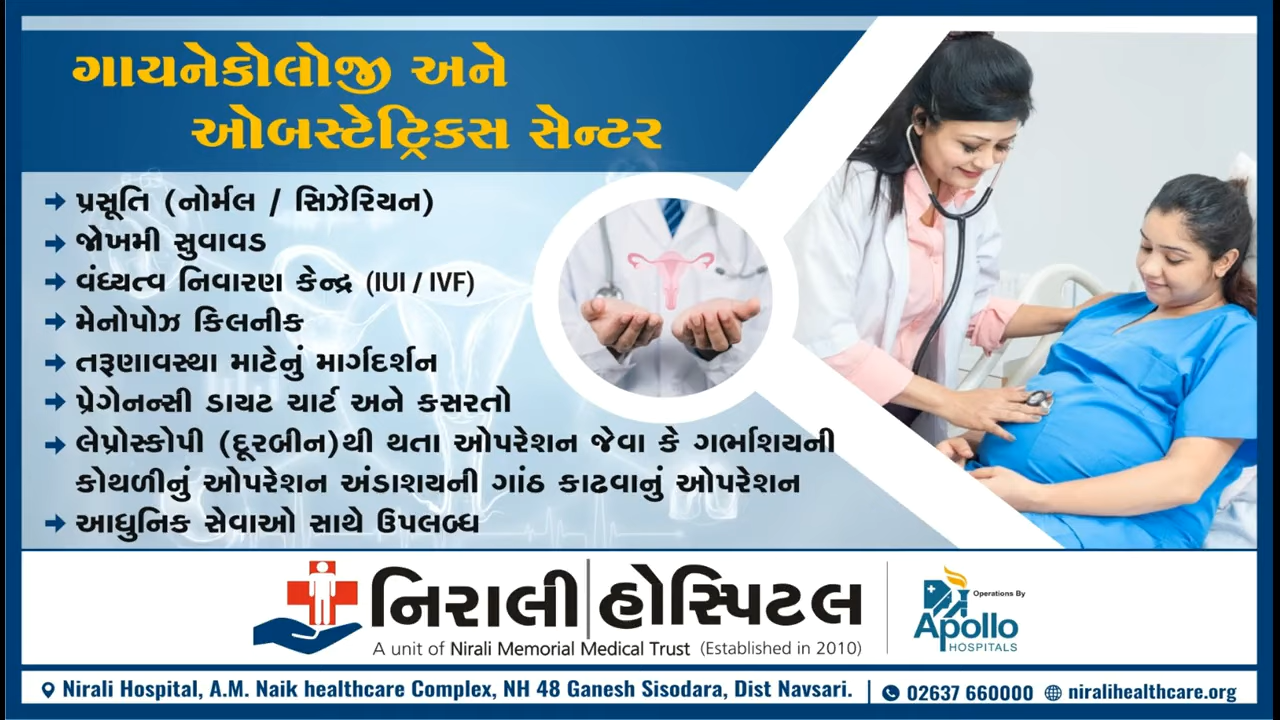 ગાયનેકોલોજી અને
ઓબસ્ટેટ્રિકસ સેન્ટર
પ્રસૂતિ (નોર્મલ / સિઝેરિયન)
જોખમી સુવાવડ
વંધ્યત્વ નિવારણ કેન્દ્ર (IUI / IVF)
મેનોપોઝ કિલનીક
તરૂણાવસ્થા માટેનું માર્ગદર્શન
પ્રેગેનન્સી ડાયટ ચાર્ટ અને કસરતો
લેપ્રોસ્કોપી (દૂરબીન)થી થતા ઓપરેશન જેવા કે ગર્ભાશયની
કોથળીનું ઓપરેશન અંડાશયની ગાંઠ કાઢવાનું ઓપરેશન
આધુનિક સેવાઓ સાથે ઉપલબ્ધ
નિરાલી હોસ્પિટલ
A unit of Nirali Memorial Medical Trust (Established in 2010)
Operations By
Apollo
HOSPITALS
Nirali Hospital, A.M. Naik healthcare Complex, NH 48 Ganesh Sisodara, Dist Navsari. | 02637 660000 niralihealthcare.org